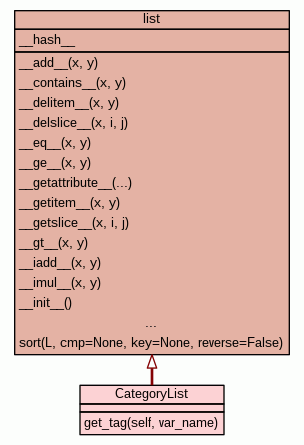 list
__hash__
__add__(x, y)
__contains__(x, y)
__delitem__(x, y)
__delslice__(x, i, j)
__eq__(x, y)
__ge__(x, y)
__getattribute__(...)
__getitem__(x, y)
__getslice__(x, i, j)
__gt__(x, y)
__iadd__(x, y)
__imul__(x, y)
__init__()
...
sort(L, cmp=None, key=None, reverse=False)
CategoryList
get_tag(self, var_name)